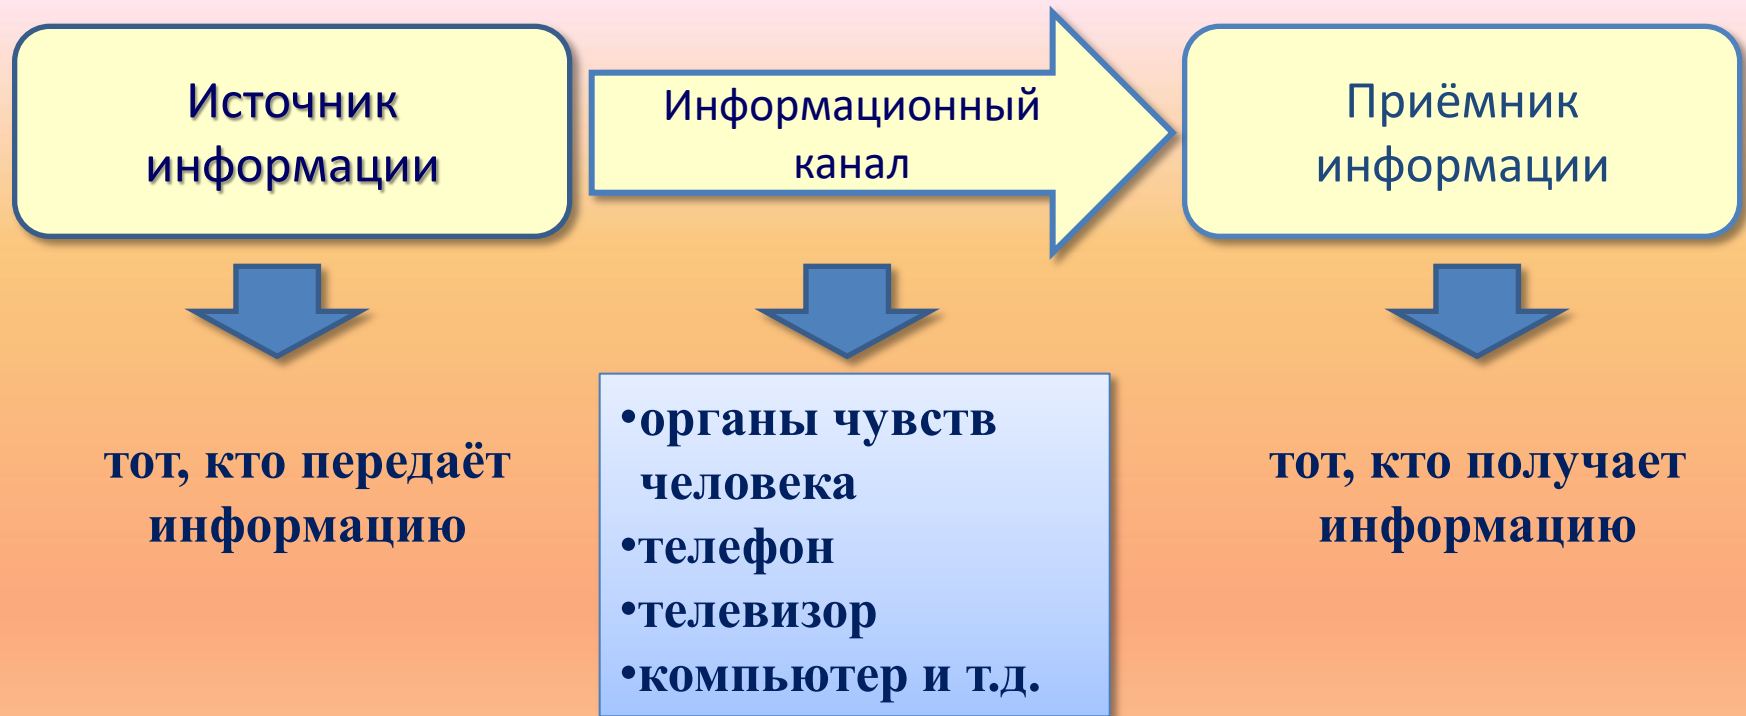 Источник
информации
Информационный
канал
Приёмник
информации
тот, кто передаёт
информацию
•органы чувств
человека
•телефон
•телевизор
•компьютер и т.д.
тот, кто получает
информацию